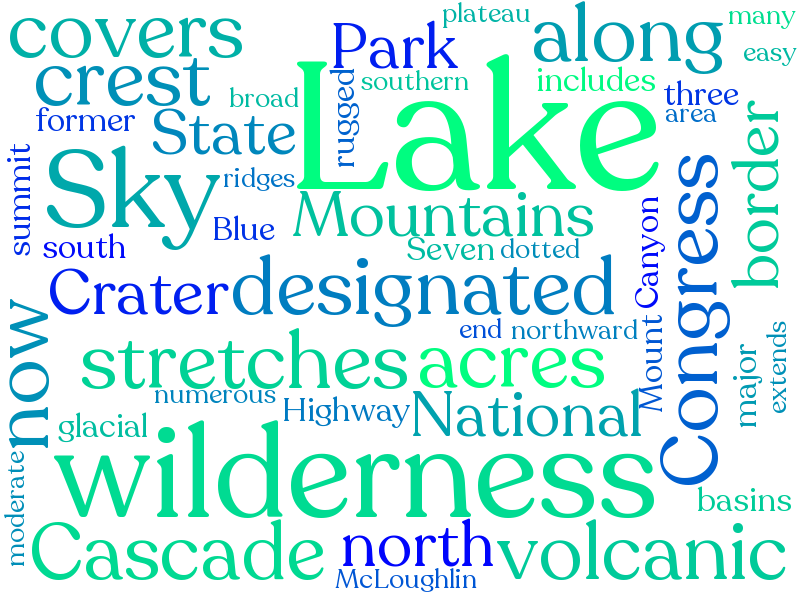 plateau
many
covers
Park
along
easy
crest
rugged
southern
includes
three
broad
Lake
area
former
State
border
summit
Sky
ridges
Mountains
Congress
Blue
Canyon
south
Seven
dotted
Crater
designated
now
end
northward
Mount
stretches
acres
major
extends
numerous
Highway
National
glacial
moderate
wilderness
basins
Cascade
north
volcanic
McLoughlin